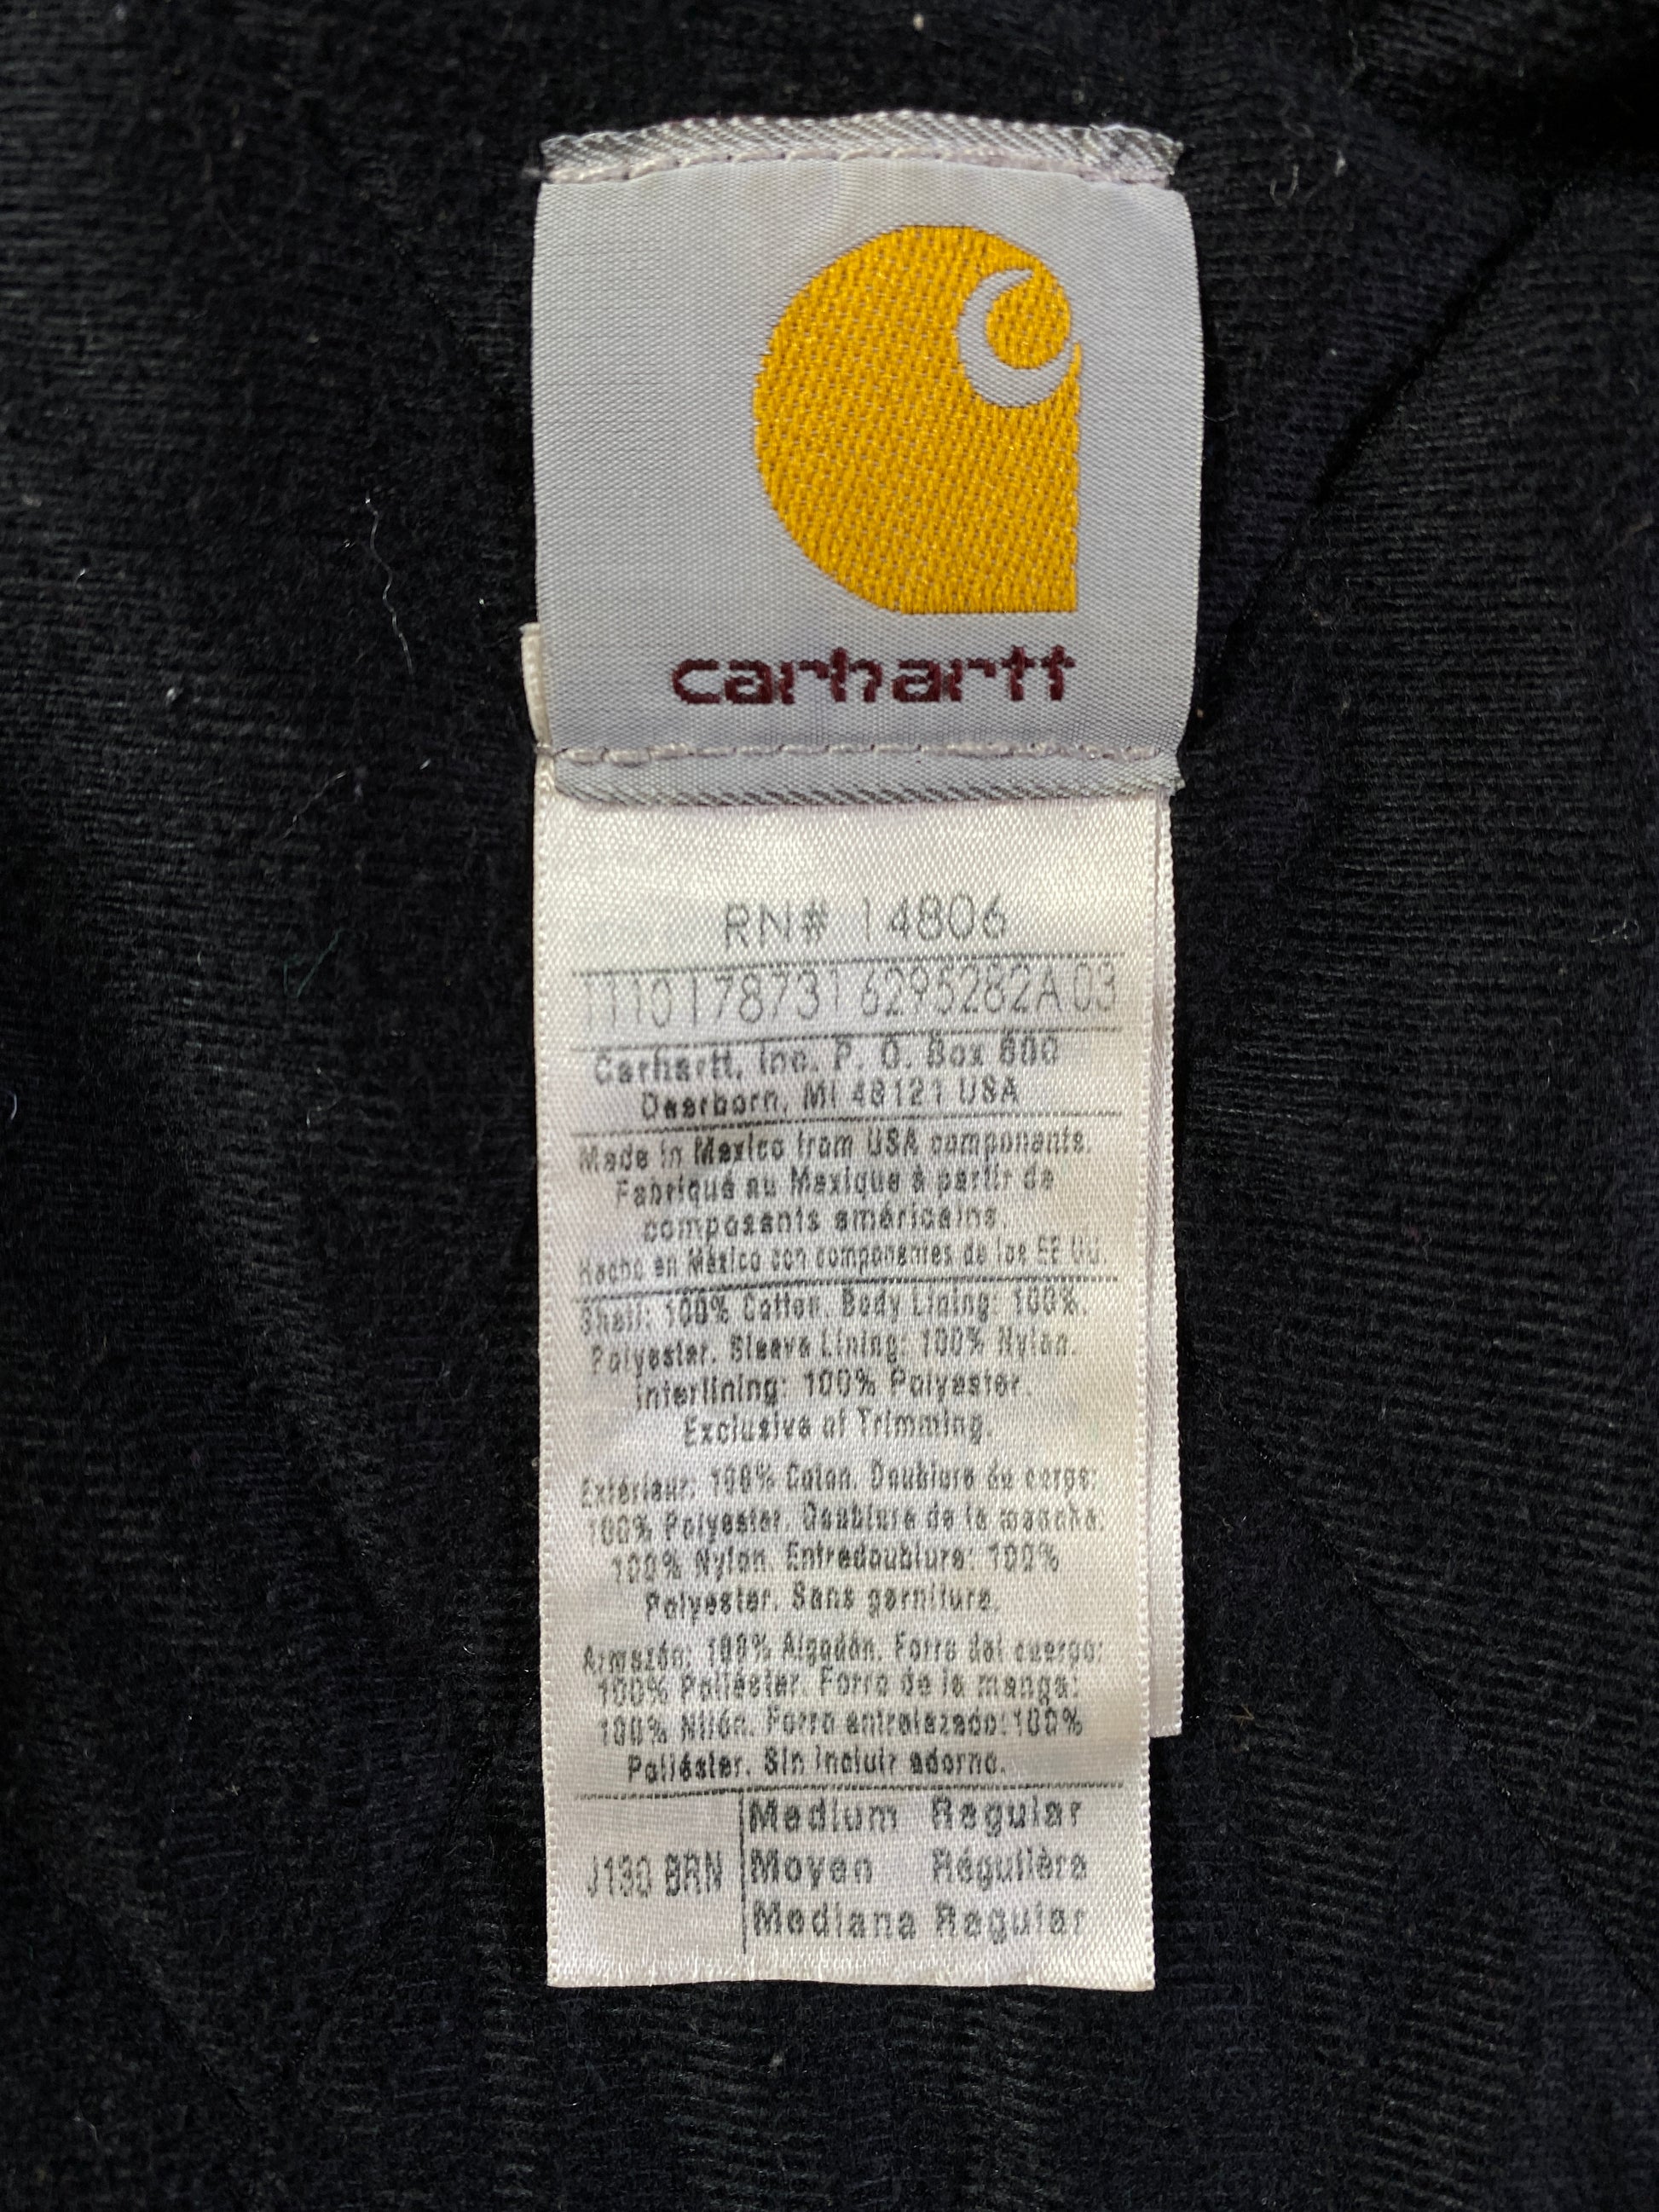 carhartt
RN# 14806
11101787316295282A.03
Carhartt, Inc. P. O. Box 600
Dearborn, MI 48121 USA
Made in Mexico from USA components.
Fabriqué au Mexique à partir de
composants américains.
Hecho en México con componentes de los EE UU.
Shell: 100% Cotton. Body Lining: 100%.
Polyester. Sleeve Lining: 100% Nylon.
Interlining: 100% Polyester.
Exclusive of Trimming.
Extérieur: 100% Coton. Doublure de corps:
100% Polyester. Doublure de la manche:
100% Nylon. Entredoublure: 100%
Polyester. Sans garniture.
Armazón: 100% Algodón. Forro del cuerpo:
100% Poliéster. Forro de la manga:
100% Nilón. Forro entrelazado:100%
Poliéster. Sin incluir adorno.
J130 BRN
Medium Regular
Moyen Régulière
Mediana Regular